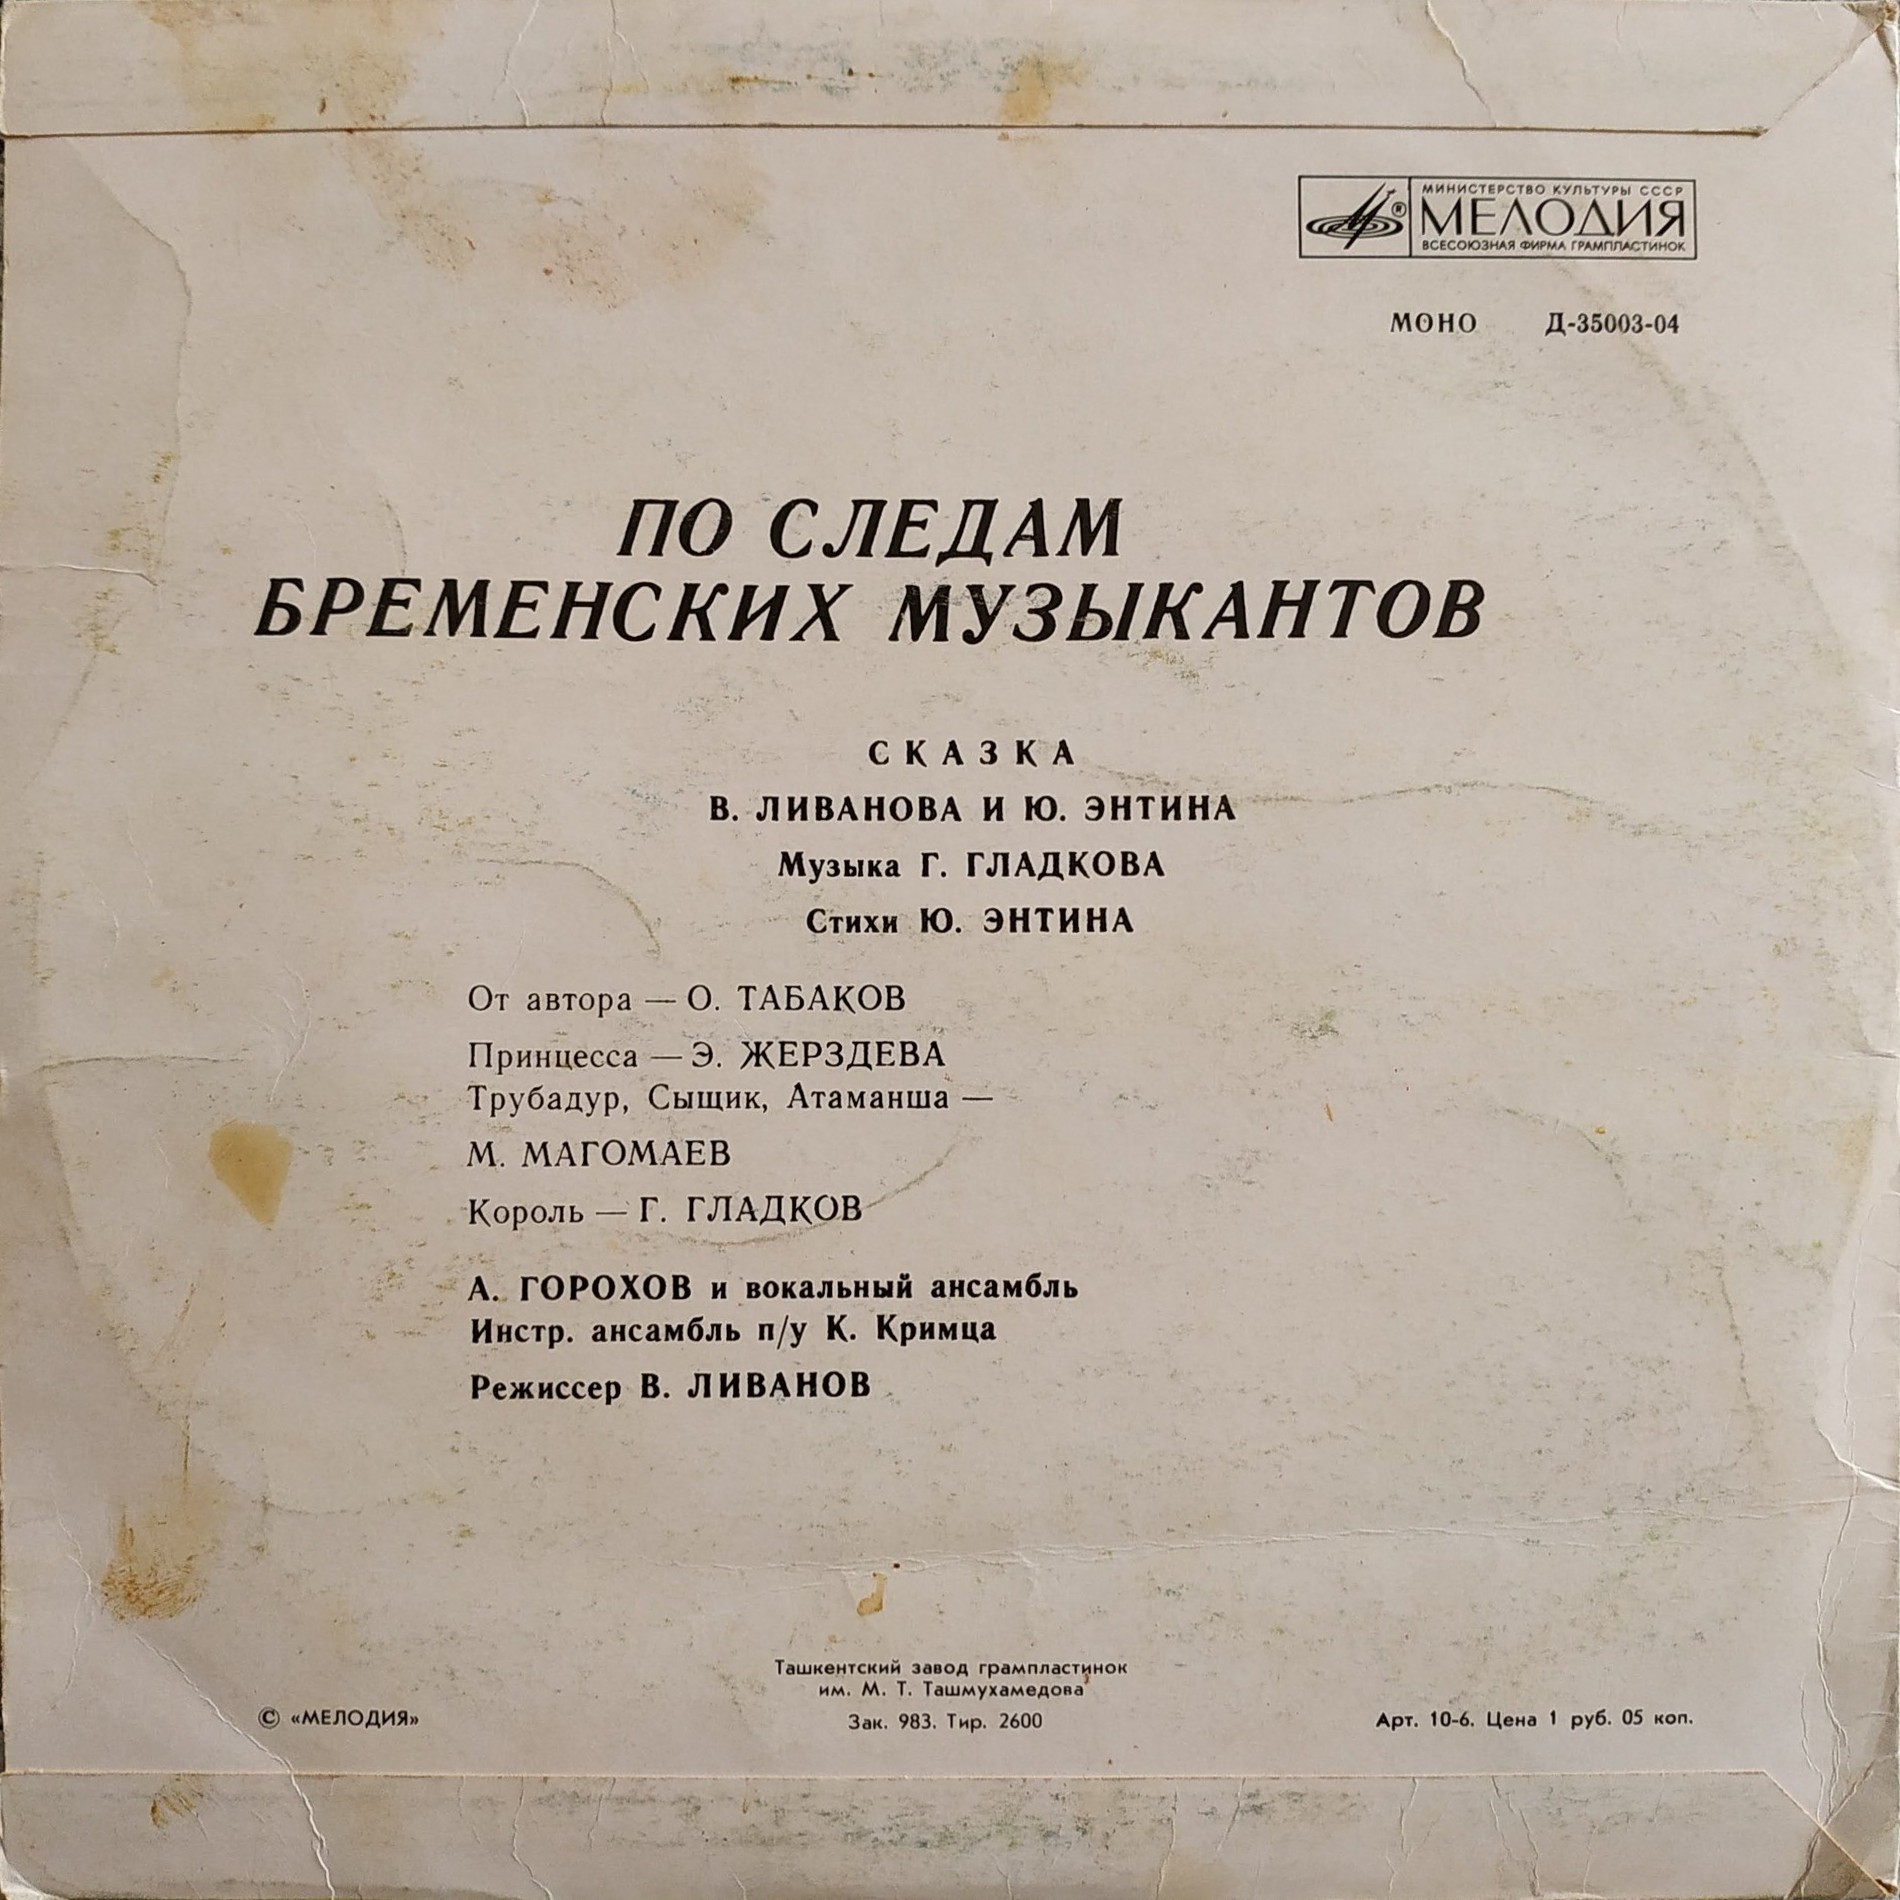 МИНИСТЕРСТВО КУЛЬТУРЫ СССР
® МЕЛОДИЯ
ВСЕСОЮЗНАЯ ФИРМА ГРАМПЛАСТИНОК
МОНО Д-35003-04
ПО СЛЕДАМ
БРЕМЕНСКИХ МУЗЫКАНТОВ
СКАЗКА
В. ЛИВАНОВА И Ю. ЭНТИНА
Музыка Г. ГЛАДКОВА
Стихи Ю. ЭНТИНА
От автора — О. ТАБАКОВ
Принцесса — Э. ЖЕРЗДЕВА
Трубадур, Сыщик, Атаманша —
М. МАГОМАЕВ
Король — Г. ГЛАДКОВ
А. ГОРОХОВ и вокальный ансамбль
Инстр. ансамбль п/у К. Кримца
Режиссер В. ЛИВАНОВ
Ташкентский завод грампластинок
им. М. Т. Ташмухамедова
© «МЕЛОДИЯ» Зак. 983. Тир. 2600 Арт. 10-6. Цена 1 руб. 05 коп.